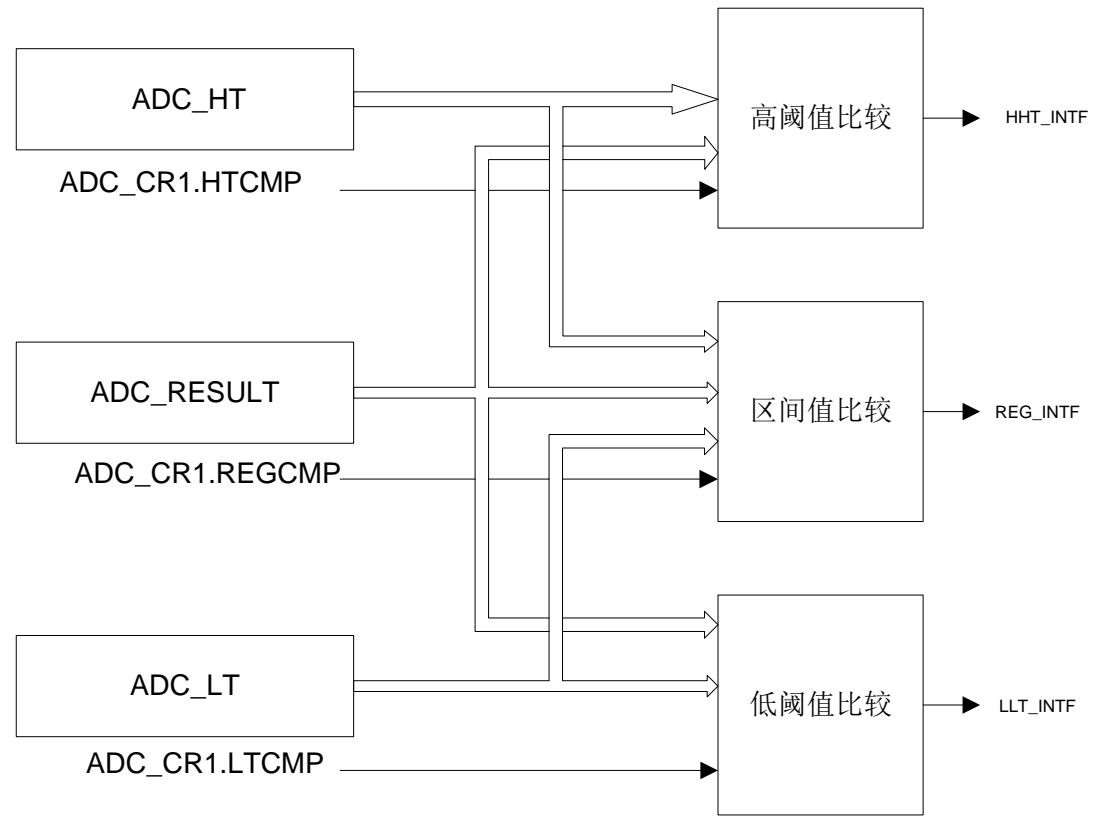 ADC_HT
高阈值比较
HHT_INTF
ADC_CR1.HTCMP
ADC_RESULT
区间值比较
REG_INTF
ADC_CR1.REGCMP
ADC_LT
低阈值比较
LLT_INTF
ADC_CR1.LTCMP